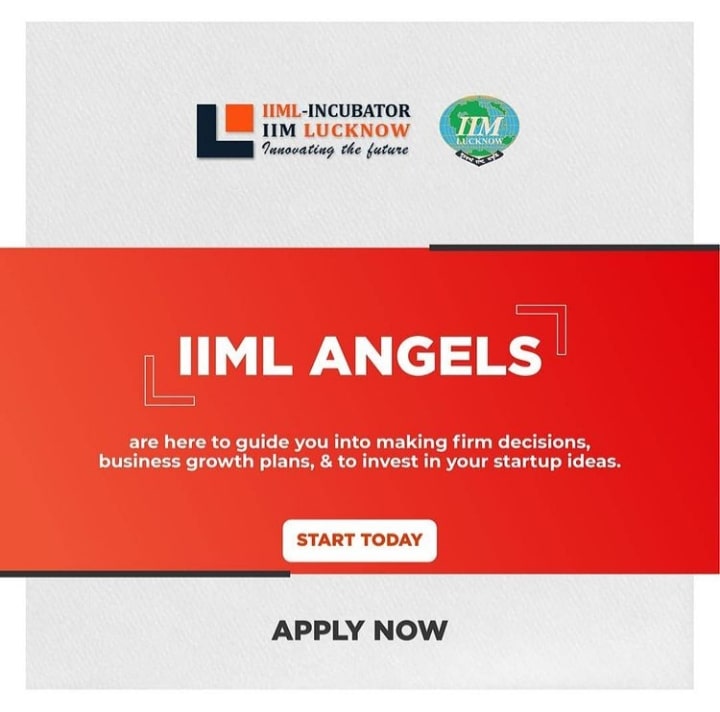 IIML-INCUBATOR
IIM LUCKNOW
Innovating the future
IIM
LUCKNOW
IIML ANGELS
are here to guide you into making firm decisions,
business growth plans, & to invest in your startup ideas.
START TODAY
APPLY NOW